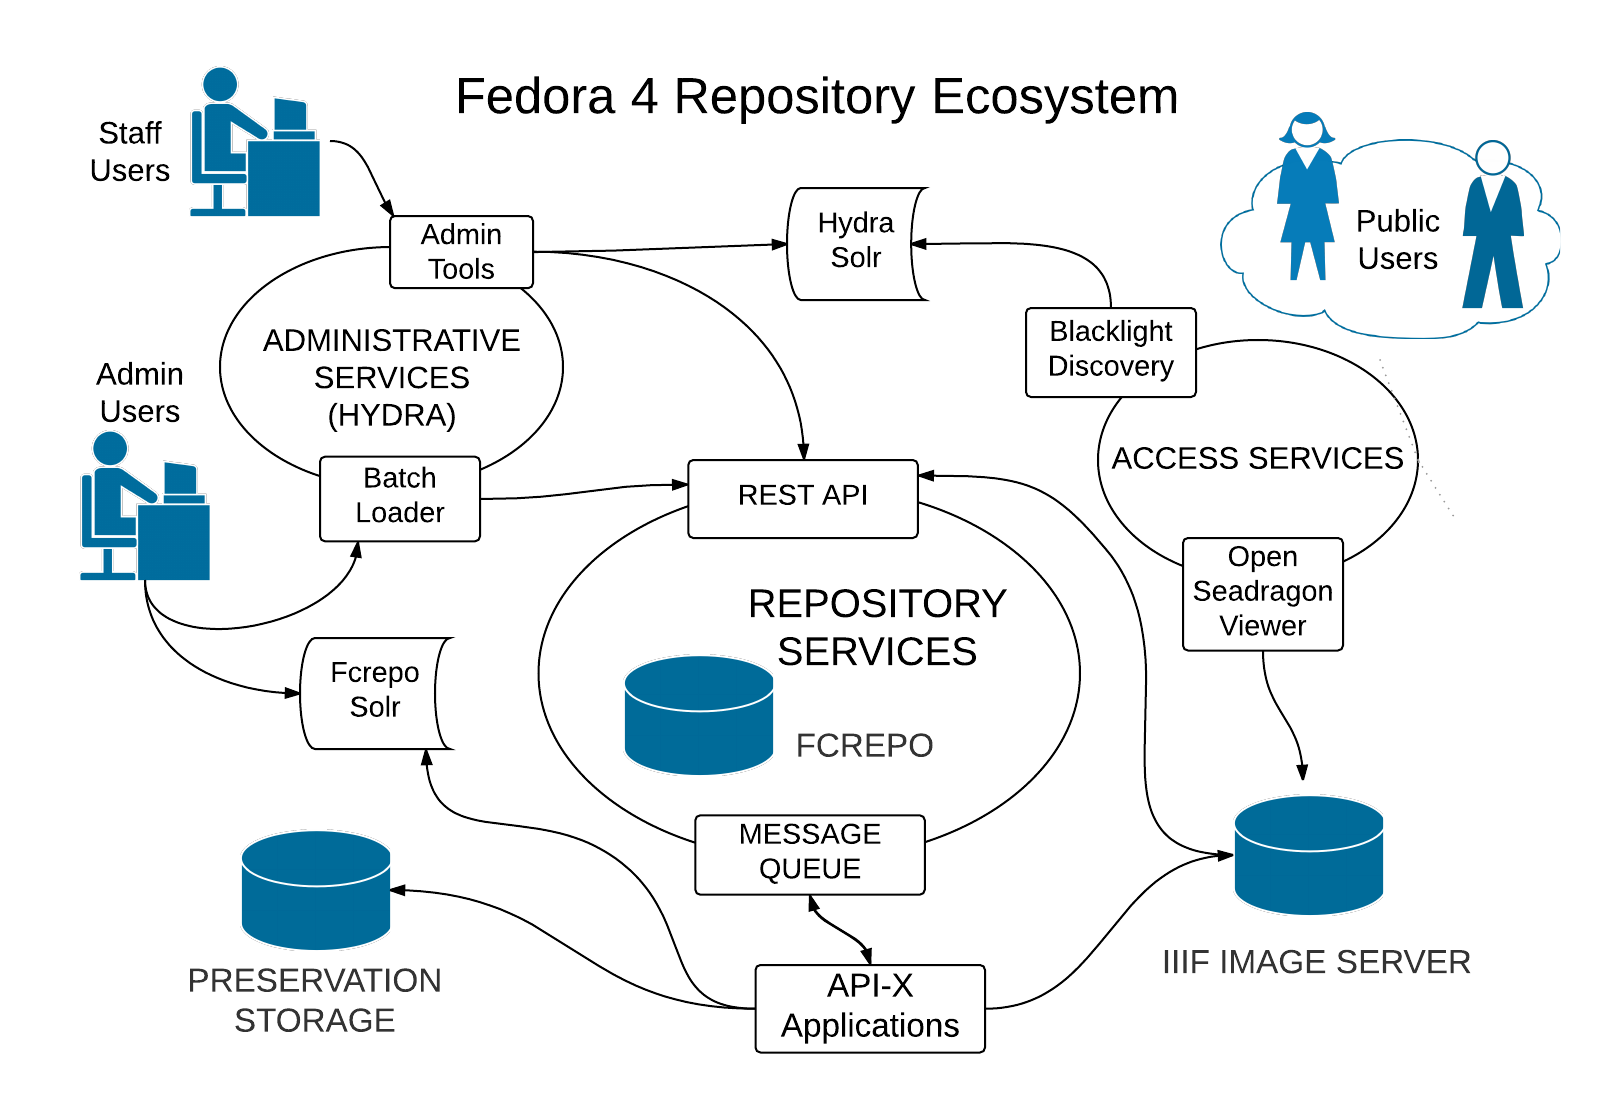 Fedora 4 Repository Ecosystem
Staff
Users
Admin
Tools
Hydra
Solr
Public
Users
ADMINISTRATIVE
SERVICES
(HYDRA)
Blacklight
Discovery
Admin
Users
Batch
Loader
REST API
ACCESS SERVICES
Open
Seadragon
Viewer
REPOSITORY
SERVICES
Fcrepo
Solr
FCREPO
MESSAGE
QUEUE
PRESERVATION
STORAGE
API-X
Applications
IIIF IMAGE SERVER